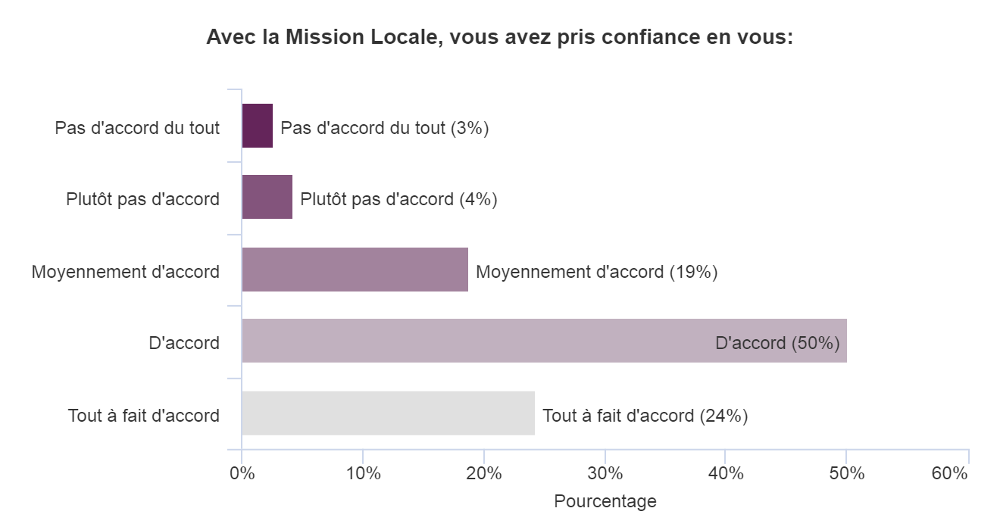 Avec la Mission Locale, vous avez pris confiance en vous:
Pas d'accord du tout
Pas d'accord du tout (3%)
Plutôt pas d'accord
Plutôt pas d'accord (4%)
Moyennement d'accord
Moyennement d'accord (19%)
D'accord
D'accord (50%)
Tout à fait d'accord
Tout à fait d'accord (24%)
0% 10% 20% 30% 40% 50% 60%
Pourcentage